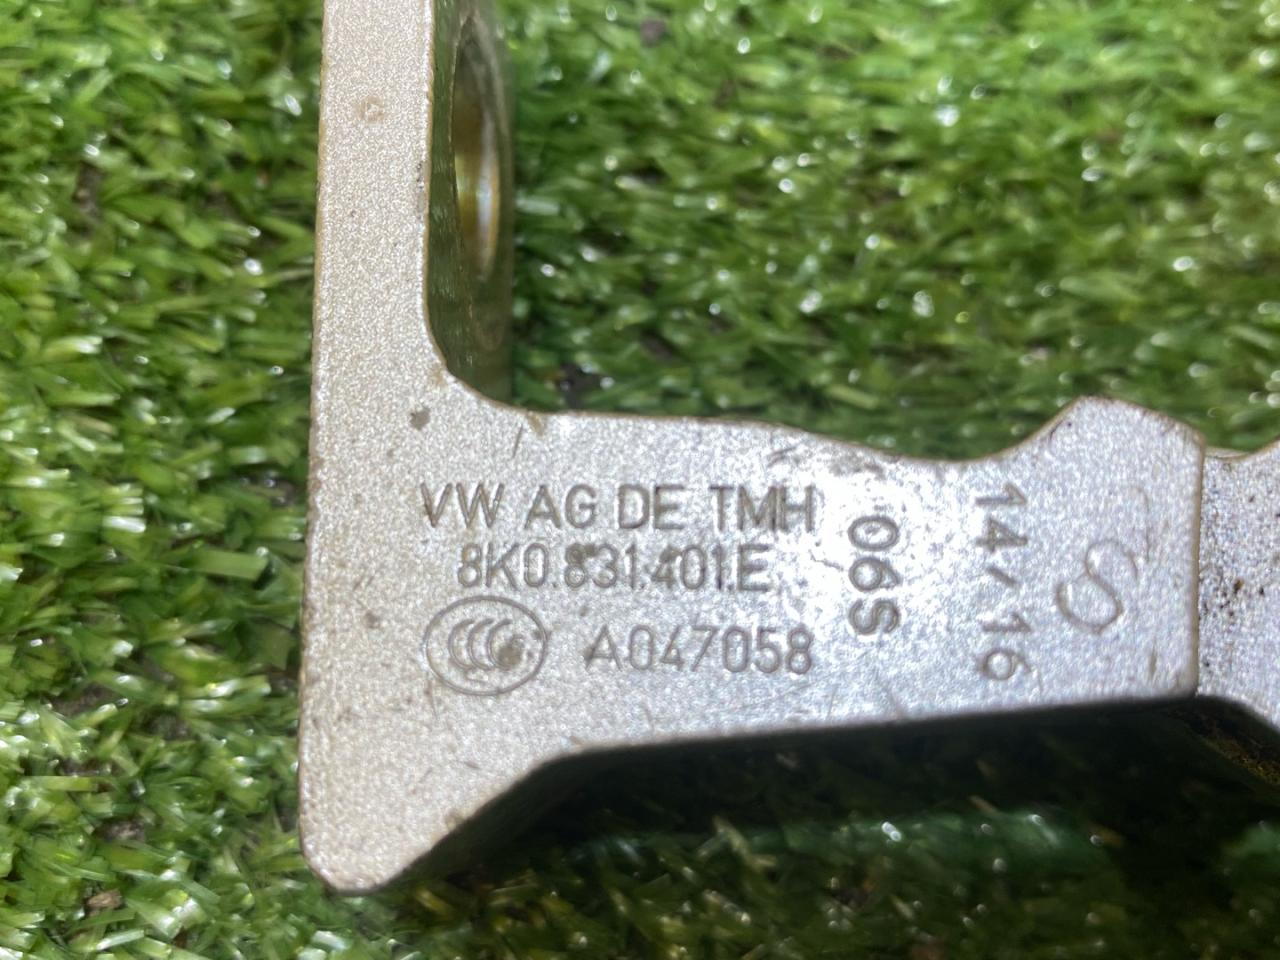 VW AG DE TMH
8K0.831.401.E
A047058
06S
14/16